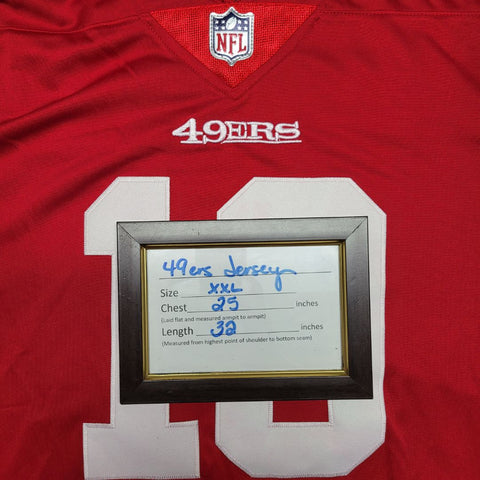 NFL
49ERS
10
49ers Jersey
Size XXL
Chest 25 inches
(Laid flat and measured armpit to armpit)
Length 32 inches
(Measured from highest point of shoulder to bottom seam)